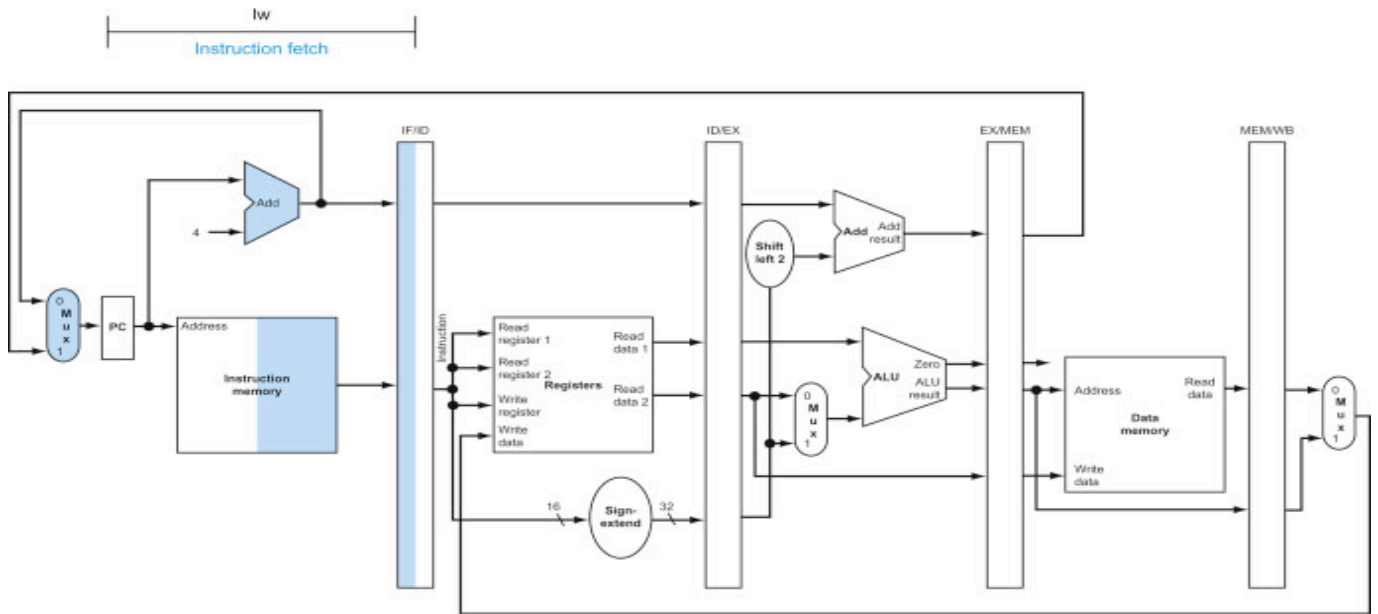 lw
Instruction fetch
IF/ID
ID/EX
EX/MEM
MEM/WB
Add
4
Shift
left 2
Add
Add
result
0
M
u
x
1
PC
Address
Instruction
memory
Instruction
Read
register 1
Read
register 2
Write
register
Write
data
Registers
Read
data 1
Read
data 2
0
M
u
x
1
ALU
Zero
ALU
result
Address
Write
data
Data
memory
Read
data
0
M
u
x
1
16
Sign-
extend
32